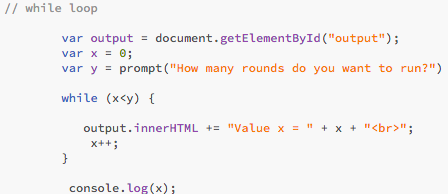 // while loop
var output = document.getElementById("output");
var x = 0;
var y = prompt("How many rounds do you want to run?")
while (x<y) {
output.innerHTML += "Value x = " + x + "<br>";
x++;
}
console.log(x);